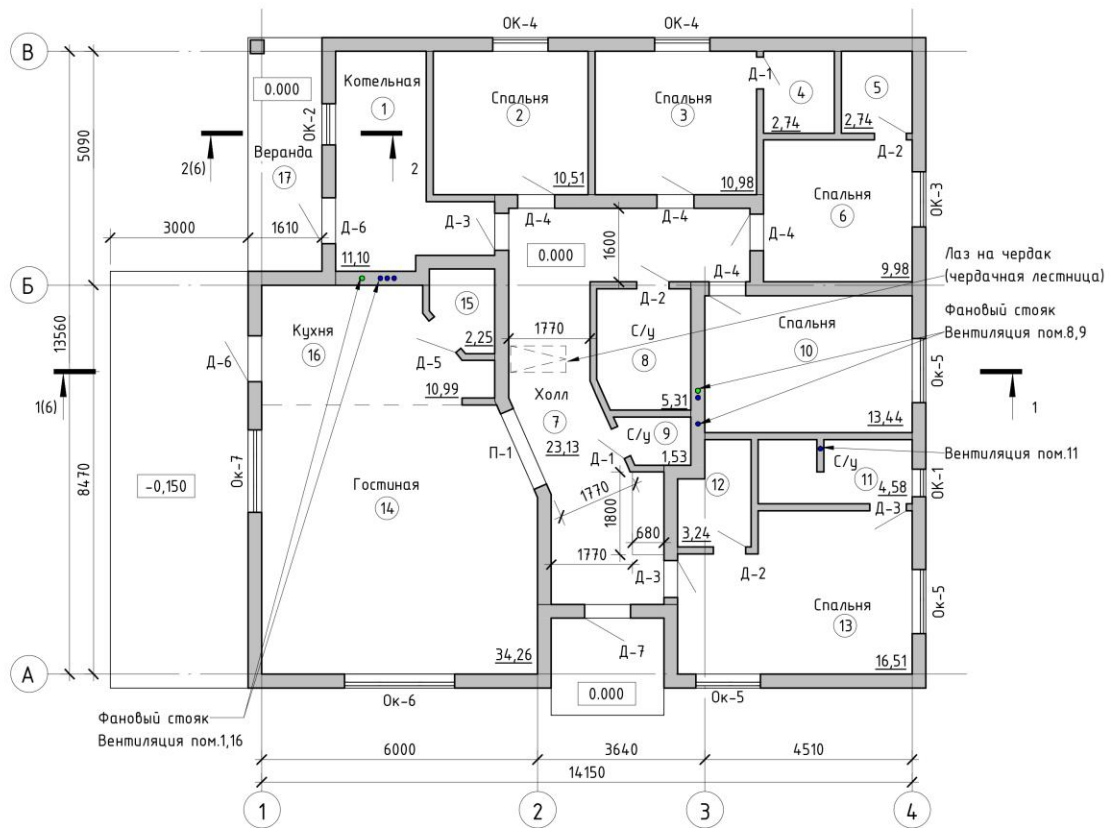 ОК-4
ОК-4
В
Котельная
1
0.000
Спальня
2
Спальня
3
Д-1
4
5
ОК-2
2,74
2,74
Д-2
5090
2(6)
2
Веранда
17
10,51
10,98
Спальня
6
ОК-3
3000
1610
Д-6
Д-3
Д-4
Д-4
Д-4
11,10
0.000
1600
Д-4
9,98
Лаз на чердак
(чердачная лестница)
Б
15
Д-2
Фановый стояк
Вентиляция пом.8,9
13560
Кухня
16
2,25
1770
С/у
8
Спальня
10
Д-6
Д-5
10,99
Ок-5
1(6)
1
Холл
7
23,13
5,31
13,44
С/у
9
1,53
Д-1
П-1
Вентиляция пом.11
8470
-0,150
Ок-7
Гостиная
14
12
С/у
11
4,58
ОК-1
1770
1800
680
3,24
Д-3
1770
Д-3
Д-2
Спальня
13
Ок-5
34,26
Д-7
16,51
А
0.000
Ок-6
Ок-5
Фановый стояк
Вентиляция пом.1,16
6000
3640
4510
14150
1
2
3
4